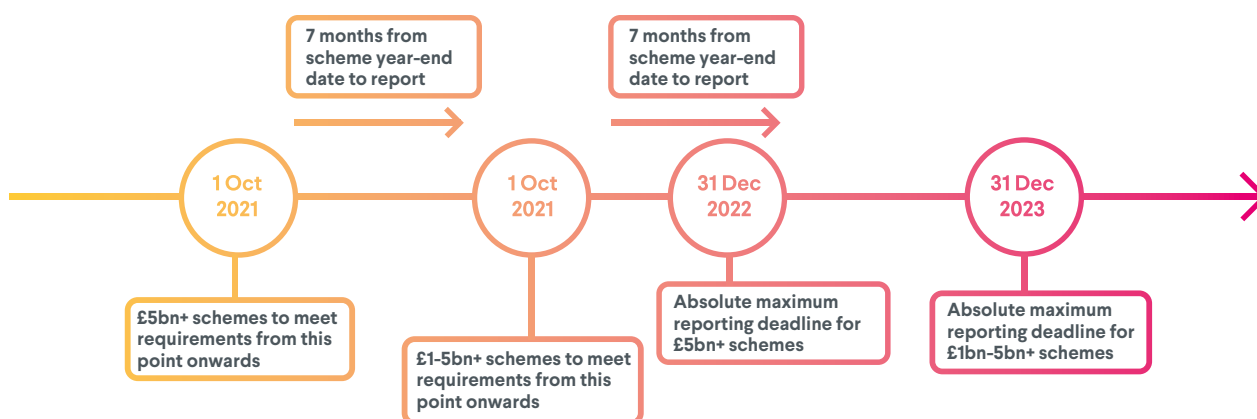 7 months from
scheme year-end
date to report
7 months from
scheme year-end
date to report
1 Oct
2021
1 Oct
2021
31 Dec
2022
31 Dec
2023
£5bn+ schemes to meet
requirements from this
point onwards
£1-5bn+ schemes to meet
requirements from this
point onwards
Absolute maximum
reporting deadline for
£5bn+ schemes
Absolute maximum
reporting deadline for
£1bn-5bn+ schemes